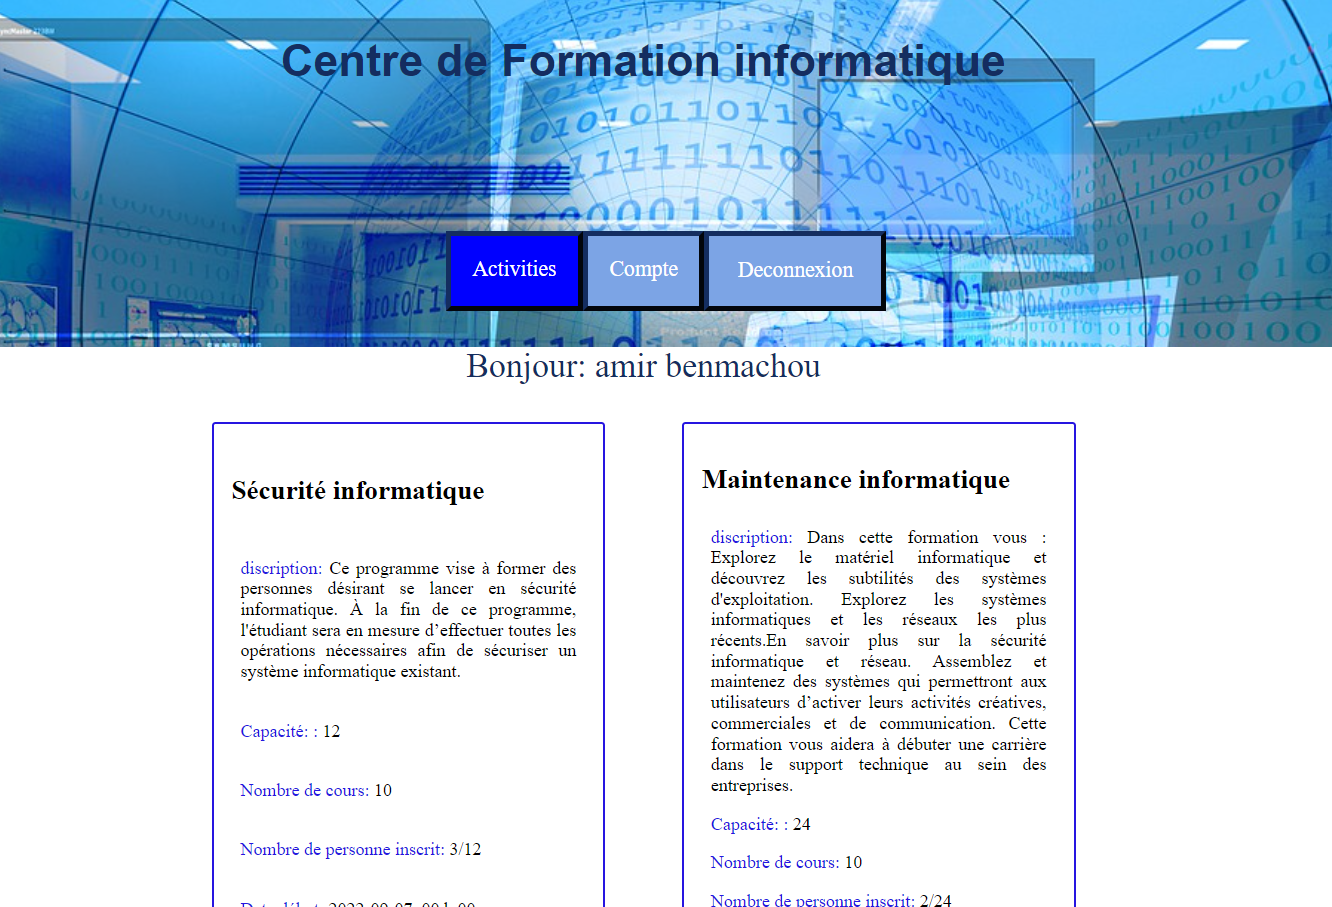 Centre de Formation informatique
Activities
Compte
Deconnexion
Bonjour: amir benmachou
Sécurité informatique
discription: Ce programme vise à former des
personnes désirant se lancer en sécurité
informatique. À la fin de ce programme,
l'étudiant sera en mesure d’effectuer toutes les
opérations nécessaires afin de sécuriser un
système informatique existant.
Capacité: : 12
Nombre de cours: 10
Nombre de personne inscrit: 3/12
Maintenance informatique
discription: Dans cette formation vous :
Explorez le matériel informatique et
découvrez les subtilités des systèmes
d'exploitation. Explorez les systèmes
informatiques et les réseaux les plus
récents.En savoir plus sur la sécurité
informatique et réseau. Assemblez et
maintenez des systèmes qui permettront aux
utilisateurs d’activer leurs activités créatives,
commerciales et de communication. Cette
formation vous aidera à débuter une carrière
dans le support technique au sein des
entreprises.
Capacité: : 24
Nombre de cours: 10
Nombre de personne inscrit: 2/24